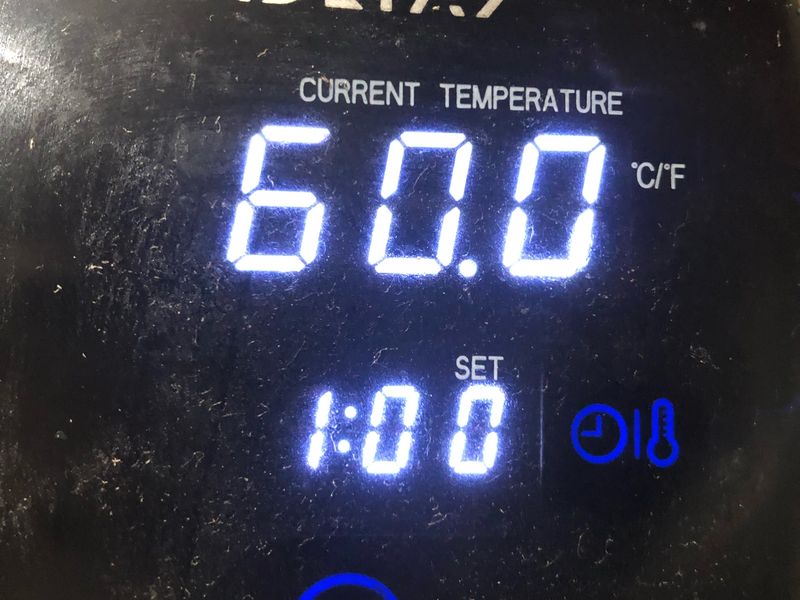 CURRENT TEMPERATURE
60.0 °C/°F
SET
1:00